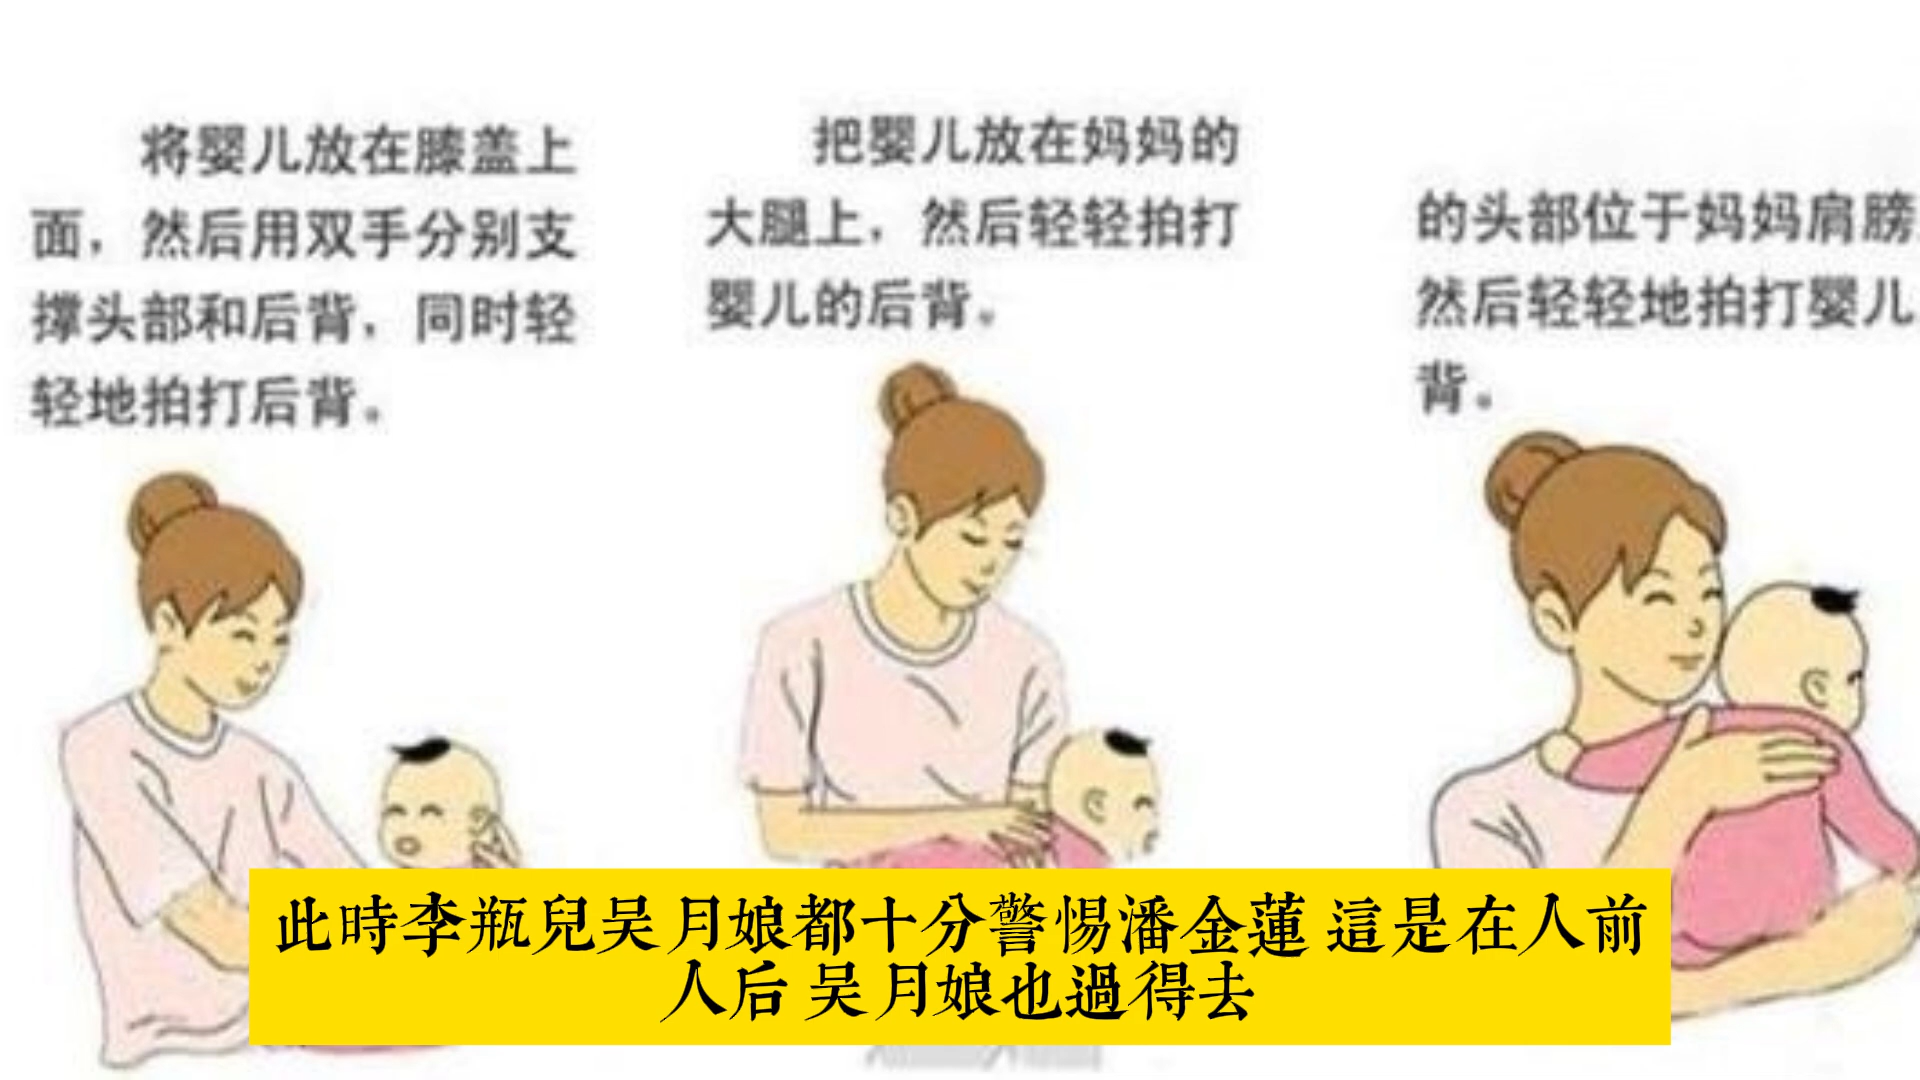 将婴儿放在膝盖上
面，然后用双手分别支
撑头部和后背，同时轻
轻地拍打后背。
把婴儿放在妈妈的
大腿上，然后轻轻拍打
婴儿的后背。
的头部位于妈妈肩膀
然后轻轻地拍打婴儿
背。
此時李瓶兒吴月娘都十分警惕潘金蓮 這是在人前
人后 吴月娘也過得去